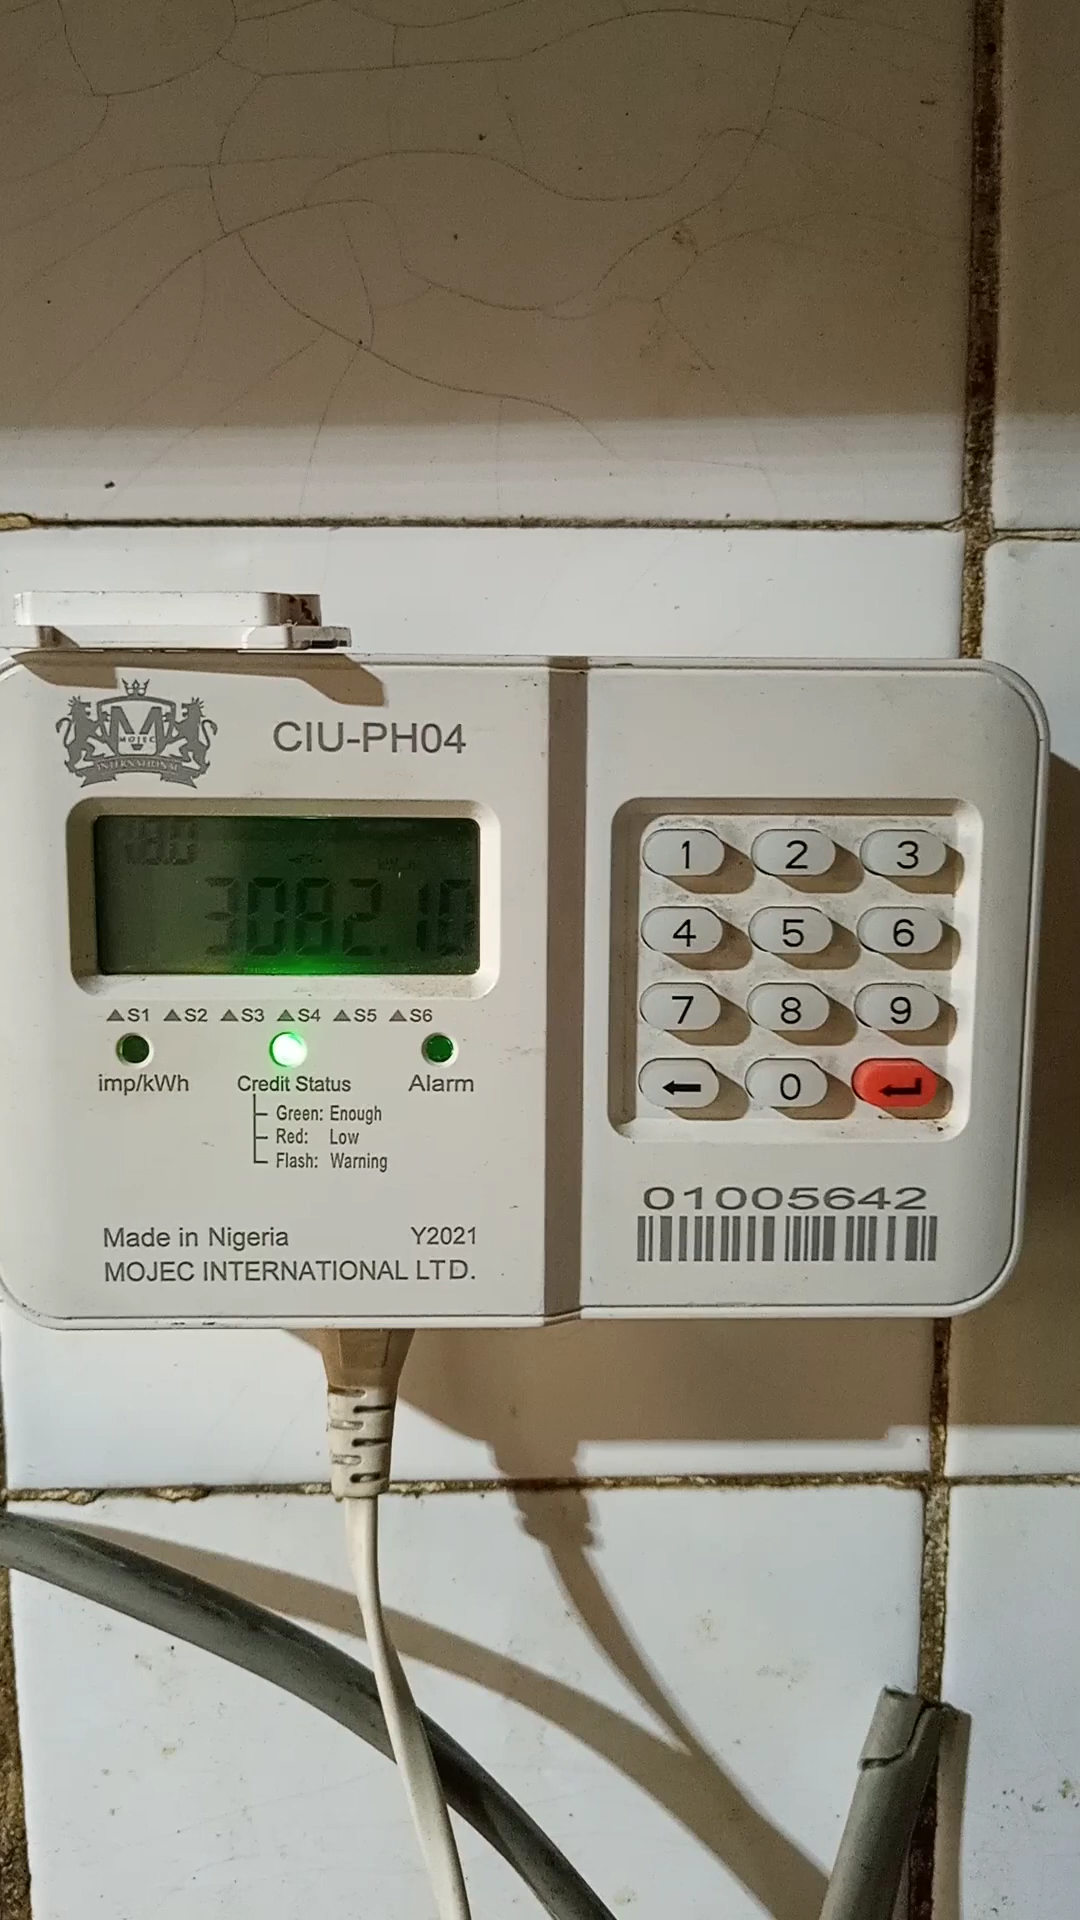 MOJEC
INTERNATIONAL
CIU-PH04
3082.10
S1 S2 S3 S4 S5 S6
imp/kWh Credit Status Alarm
Green: Enough
Red: Low
Flash: Warning
Made in Nigeria Y2021
MOJEC INTERNATIONAL LTD.
1 2 3
4 5 6
7 8 9
0
01005642